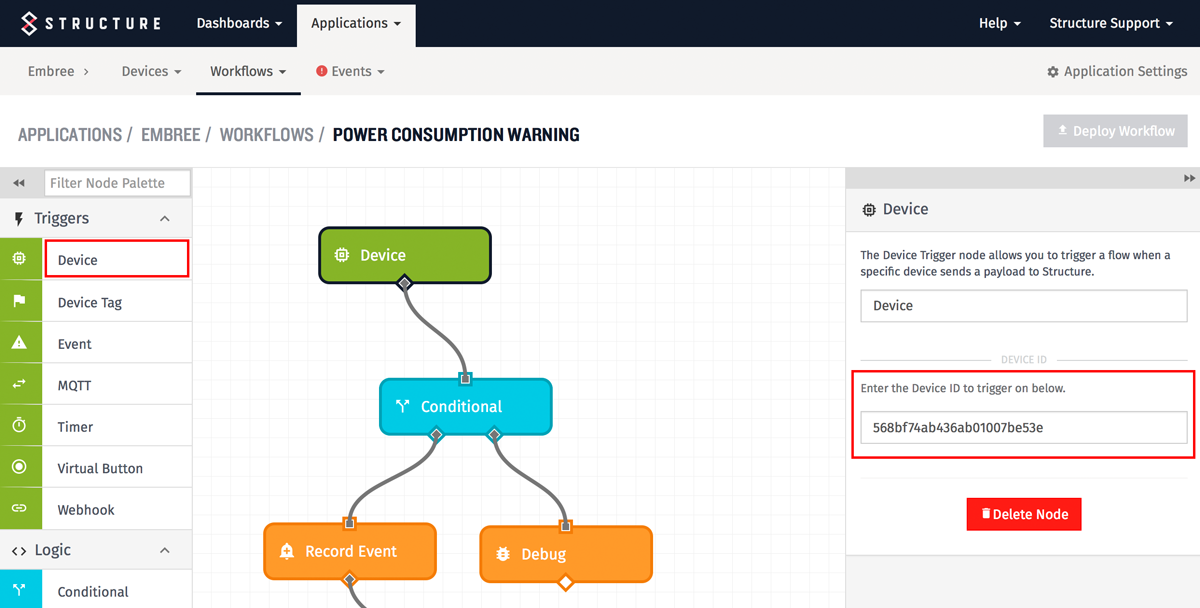 STRUCTURE
Dashboards
Applications
Help
Structure Support
Embree
Devices
Workflows
! Events
Application Settings
APPLICATIONS / EMBREE / WORKFLOWS / POWER CONSUMPTION WARNING
Deploy Workflow
Filter Node Palette
Triggers
Device
Device Tag
Event
MQTT
Timer
Virtual Button
Webhook
Logic
Conditional
Device
Conditional
Record Event
Debug
Device
The Device Trigger node allows you to trigger a flow when a
specific device sends a payload to Structure.
Device
DEVICE ID
Enter the Device ID to trigger on below.
568bf74ab436ab01007be53e
Delete Node